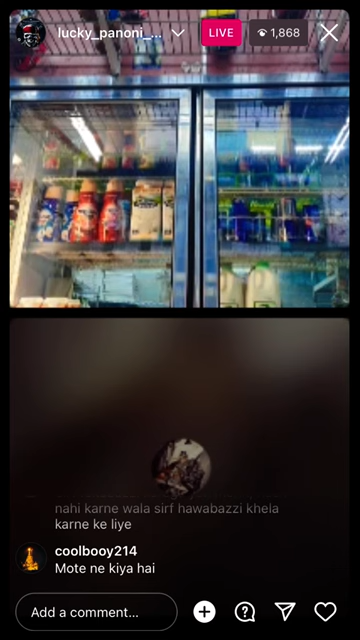 lucky_panoni_...
LIVE
1,868
nahi karne wala sirf hawabazzi khela
karne ke liye
coolbooy214
Mote ne kiya hai
Add a comment...